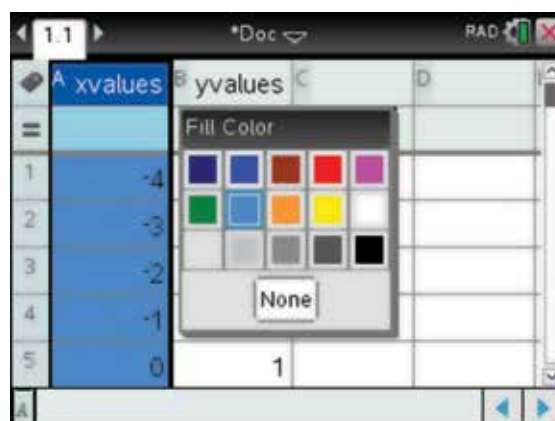 1.1 *Doc RAD
A xvalues B yvalues C D
=
Fill Color
1 -4
2 -3
3 -2
4 -1
None
5 0 1
A